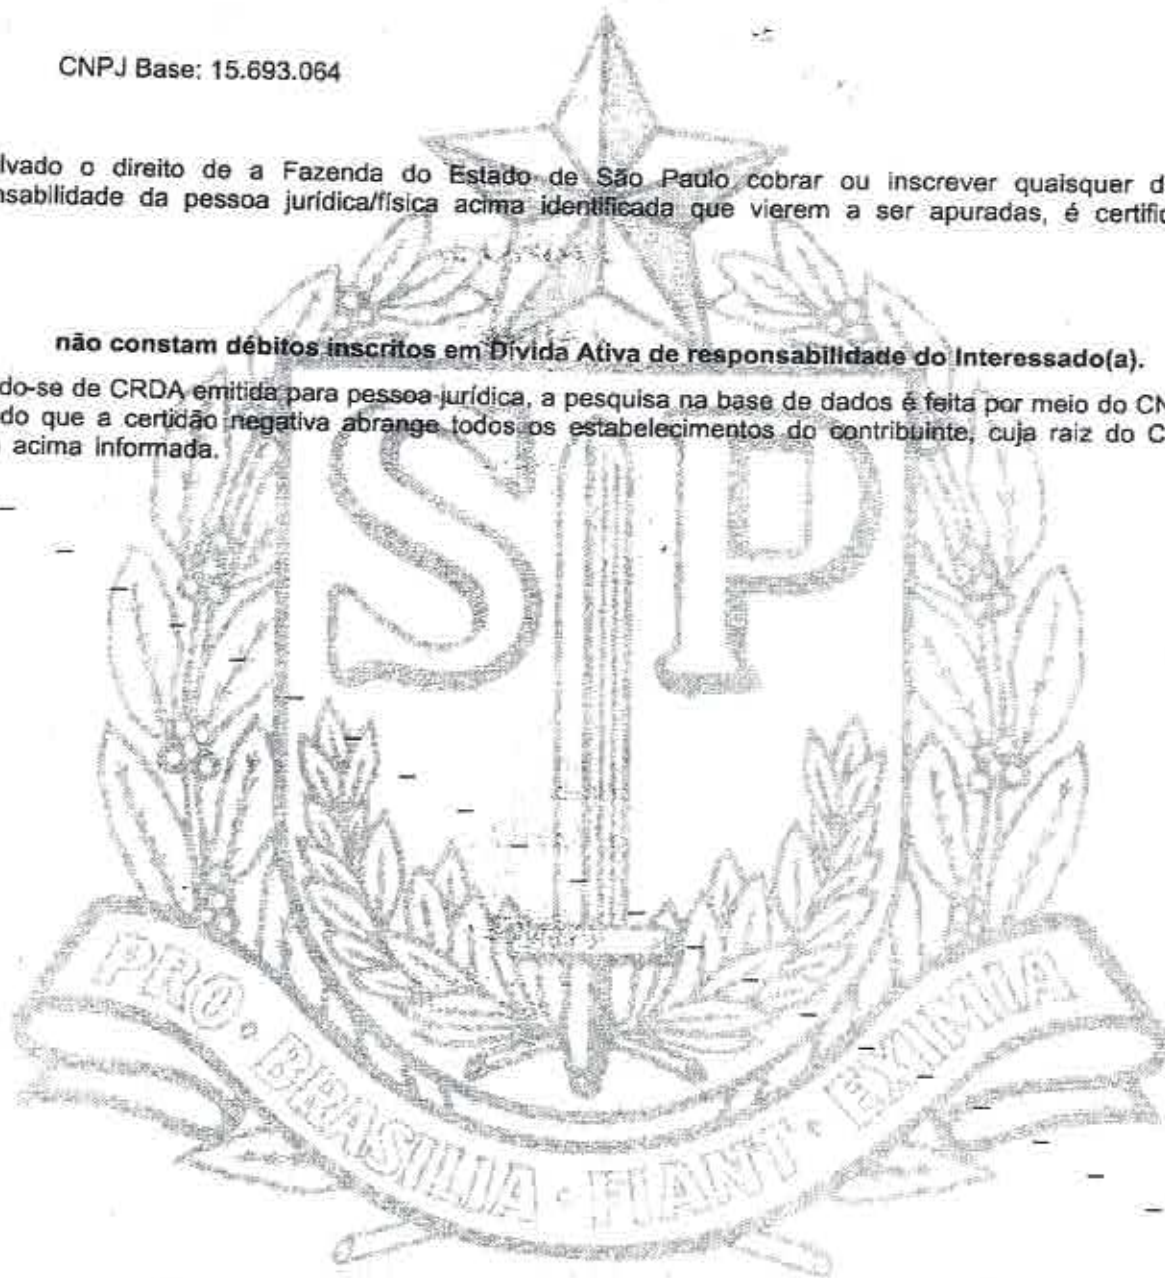 CNPJ Base: 15.693.064
lvado o direito de a Fazenda do Estado de São Paulo cobrar ou inscrever quaisquer d
nsabilidade da pessoa jurídica/física acima identificada que vierem a ser apuradas, é certific
não constam débitos inscritos em Dívida Ativa de responsabilidade do Interessado(a).
do-se de CRDA emitida para pessoa jurídica, a pesquisa na base de dados é feita por meio do CN
do que a certidão negativa abrange todos os estabelecimentos do contribuinte, cuja raiz do C
acima informada.
S P
PRO · BRASILIA · FIANT · EXIMIA